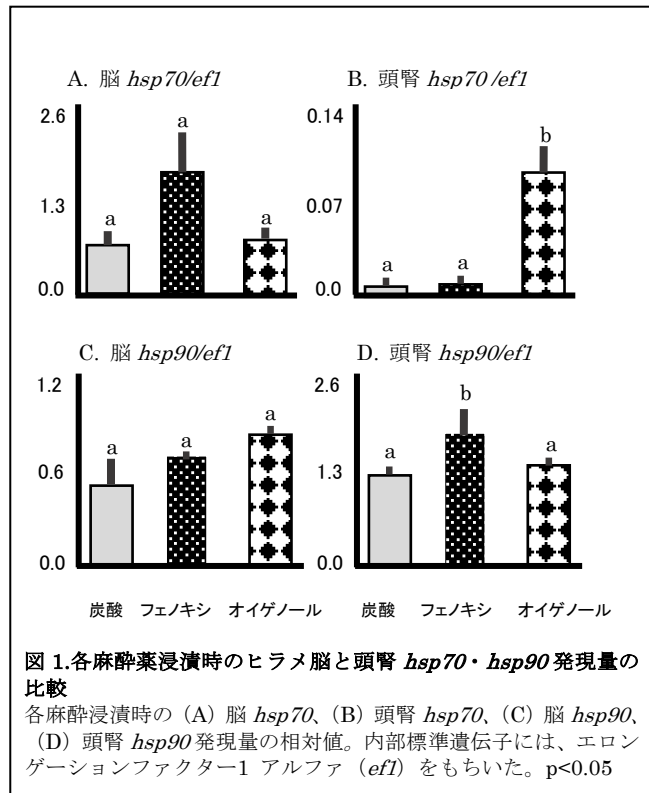 A. 脳 hsp70/ef1
B. 頭腎 hsp70 /ef1
2.6
1.3
0.0
a
a
a
0.14
0.07
0.0
a
a
b
C. 脳 hsp90/ef1
D. 頭腎 hsp90/ef1
1.2
0.6
0.0
a
a
a
2.6
1.3
0.0
a
b
a
炭酸 フェノキシ オイゲノール 炭酸 フェノキシ オイゲノール
図 1.各麻酔薬浸漬時のヒラメ脳と頭腎 hsp70・hsp90 発現量の
比較
各麻酔浸漬時の（A）脳 hsp70、（B）頭腎 hsp70、（C）脳 hsp90、
（D）頭腎 hsp90 発現量の相対値。内部標準遺伝子には、エロン
ゲーションファクター1 アルファ（ef1）をもちいた。p<0.05